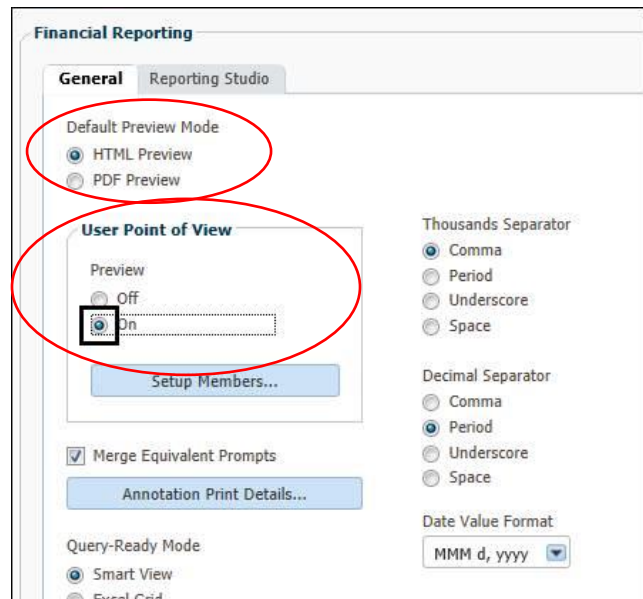 Financial Reporting
General Reporting Studio
Default Preview Mode
HTML Preview
PDF Preview
User Point of View
Preview
Off
On
Setup Members...
Merge Equivalent Prompts
Annotation Print Details...
Query-Ready Mode
Smart View
Excel Grid
Thousands Separator
Comma
Period
Underscore
Space
Decimal Separator
Comma
Period
Underscore
Space
Date Value Format
MMM d, yyyy